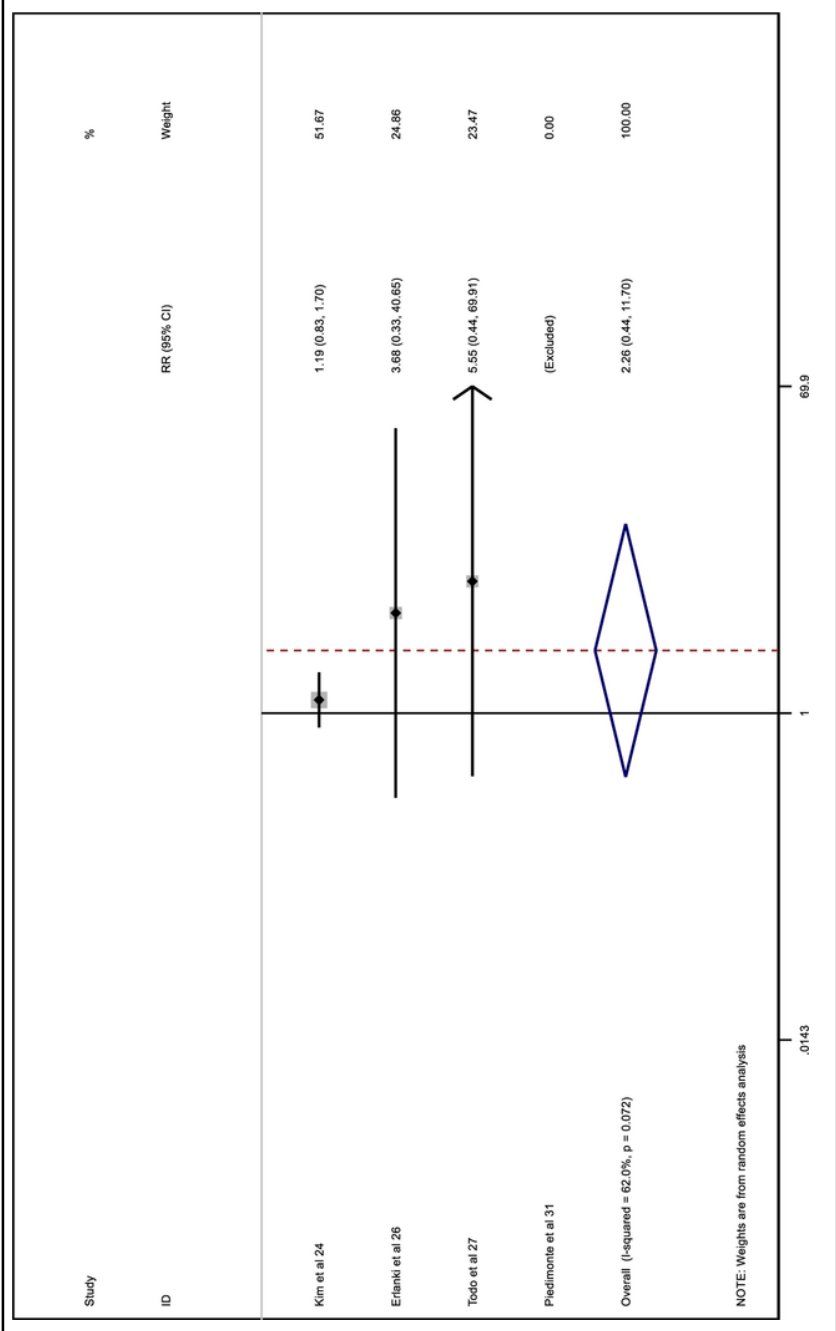 Study %
ID RR (95% CI) Weight
Kim et al 24 1.19 (0.83, 1.70) 51.67
Erlanki et al 26 3.68 (0.33, 40.65) 24.86
Todo et al 27 5.55 (0.44, 69.91) 23.47
Piedimonte et al 31 (Excluded) 0.00
Overall (I-squared = 62.0%, p = 0.072) 2.26 (0.44, 11.70) 100.00
NOTE: Weights are from random effects analysis
.0143 1 69.9